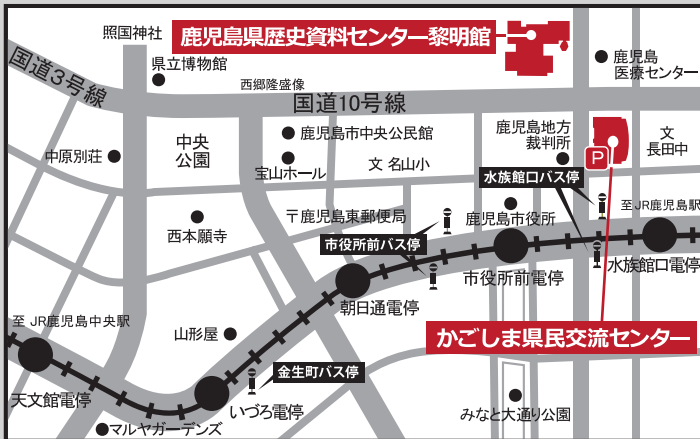 照国神社
鹿児島県歴史資料センター黎明館
国道3号線
県立博物館
西郷隆盛像
国道10号線
鹿児島
医療センター
中央
公園
鹿児島市中央公民館
鹿児島地方
裁判所
P
文
長田中
中原別荘
宝山ホール
文 名山小
水族館口バス停
西本願寺
〒鹿児島東郵便局
鹿児島市役所
至JR鹿児島駅
市役所前バス停
市役所前電停
水族館口電停
朝日通電停
至 JR鹿児島中央駅
山形屋
かごしま県民交流センター
金生町バス停
天文館電停
いづろ電停
みなと大通り公園
マルヤガーデンズ